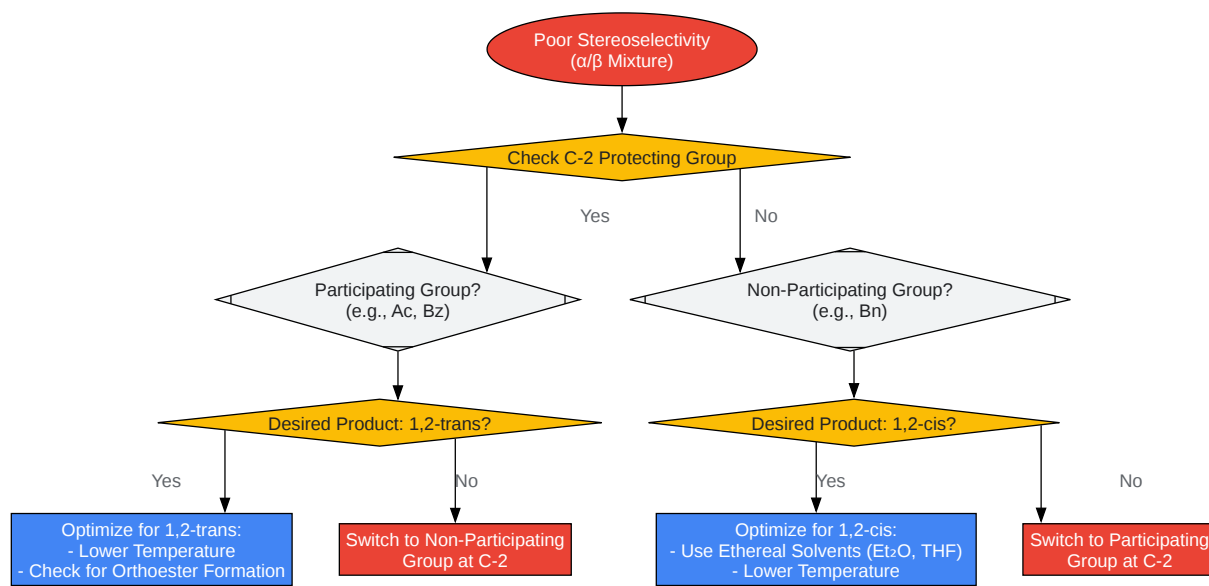 Poor Stereoselectivity
(α/β Mixture)
Check C-2 Protecting Group
Yes
No
Participating Group?
(e.g., Ac, Bz)
Non-Participating Group?
(e.g., Bn)
Desired Product: 1,2-trans?
Desired Product: 1,2-cis?
Yes
No
Yes
No
Optimize for 1,2-trans:
- Lower Temperature
- Check for Orthoester Formation
Switch to Non-Participating
Group at C-2
Optimize for 1,2-cis:
- Use Ethereal Solvents (Et₂O, THF)
- Lower Temperature
Switch to Participating
Group at C-2